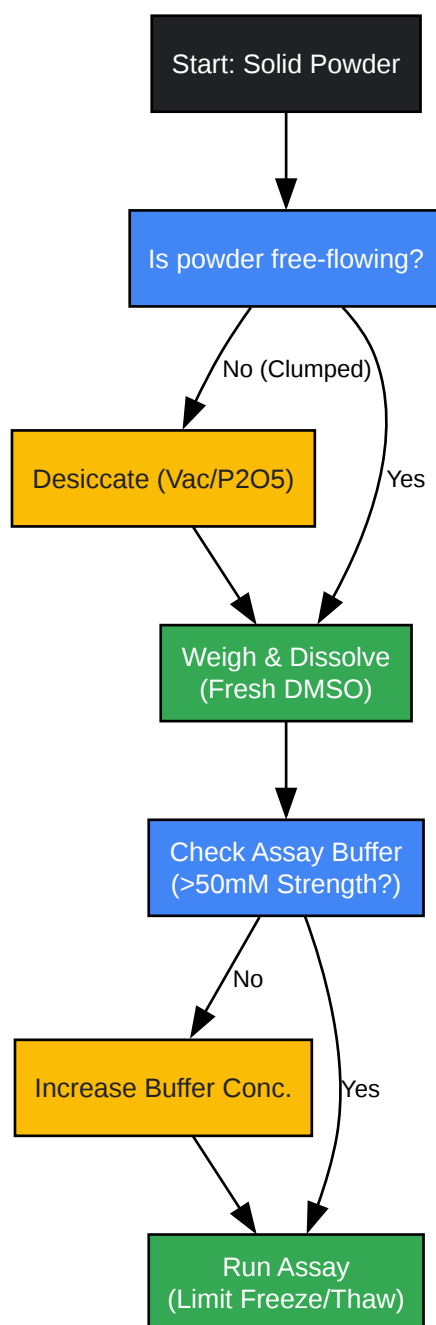 Start: Solid Powder
Is powder free-flowing?
No (Clumped)
Desiccate (Vac/P2O5)
Yes
Weigh & Dissolve
(Fresh DMSO)
Check Assay Buffer
(>50mM Strength?)
No
Increase Buffer Conc.
Yes
Run Assay
(Limit Freeze/Thaw)